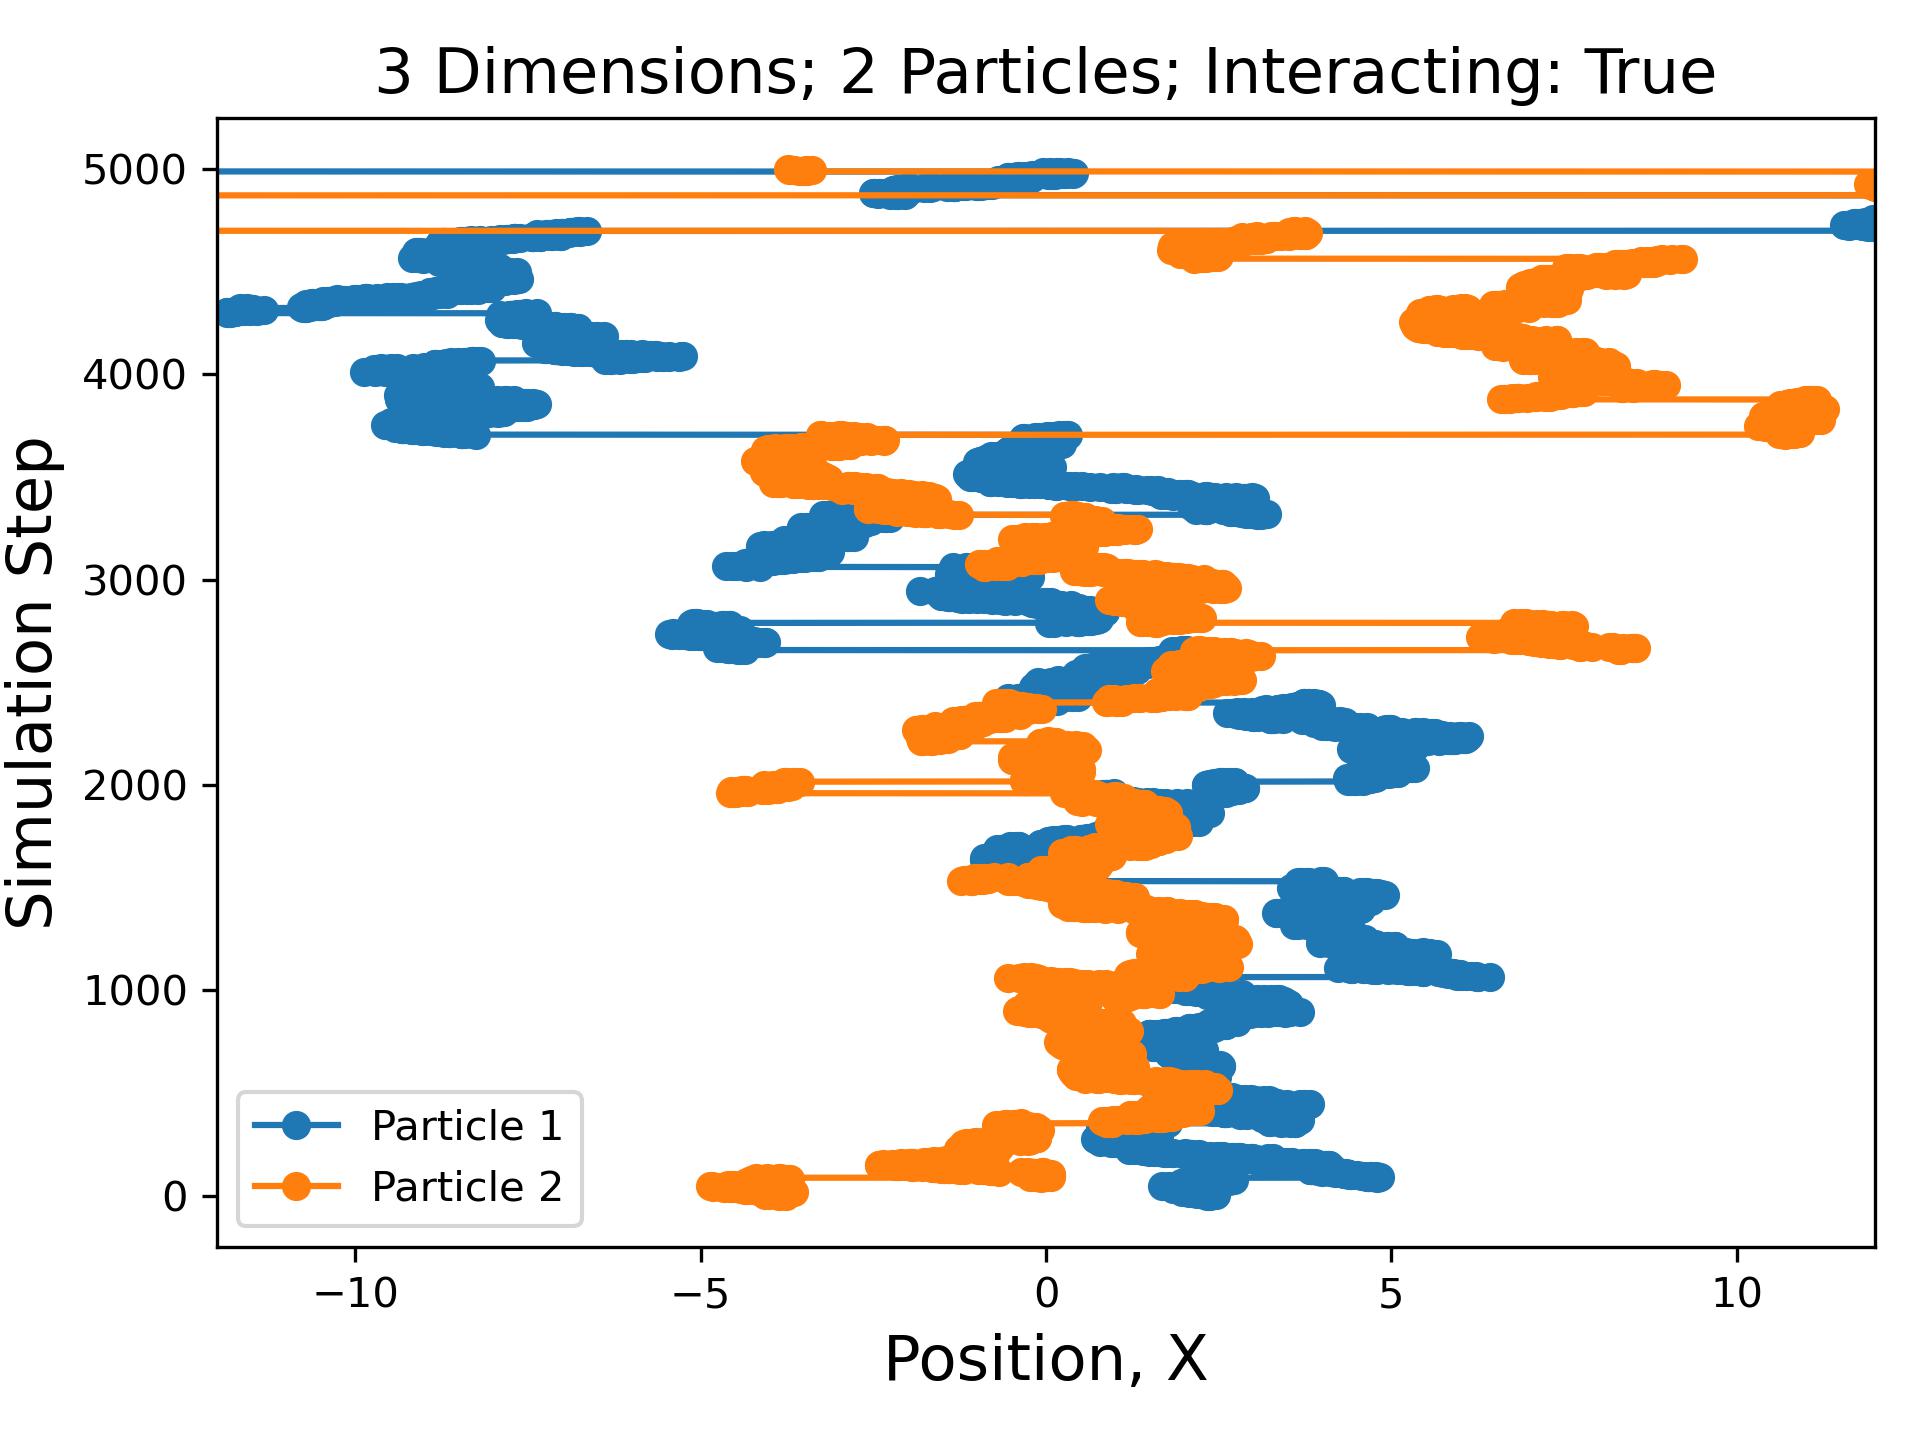 3 Dimensions; 2 Particles; Interacting: True
Simulation Step
5000
4000
3000
2000
1000
0
Particle 1
Particle 2
−10
−5
0
5
10
Position, X